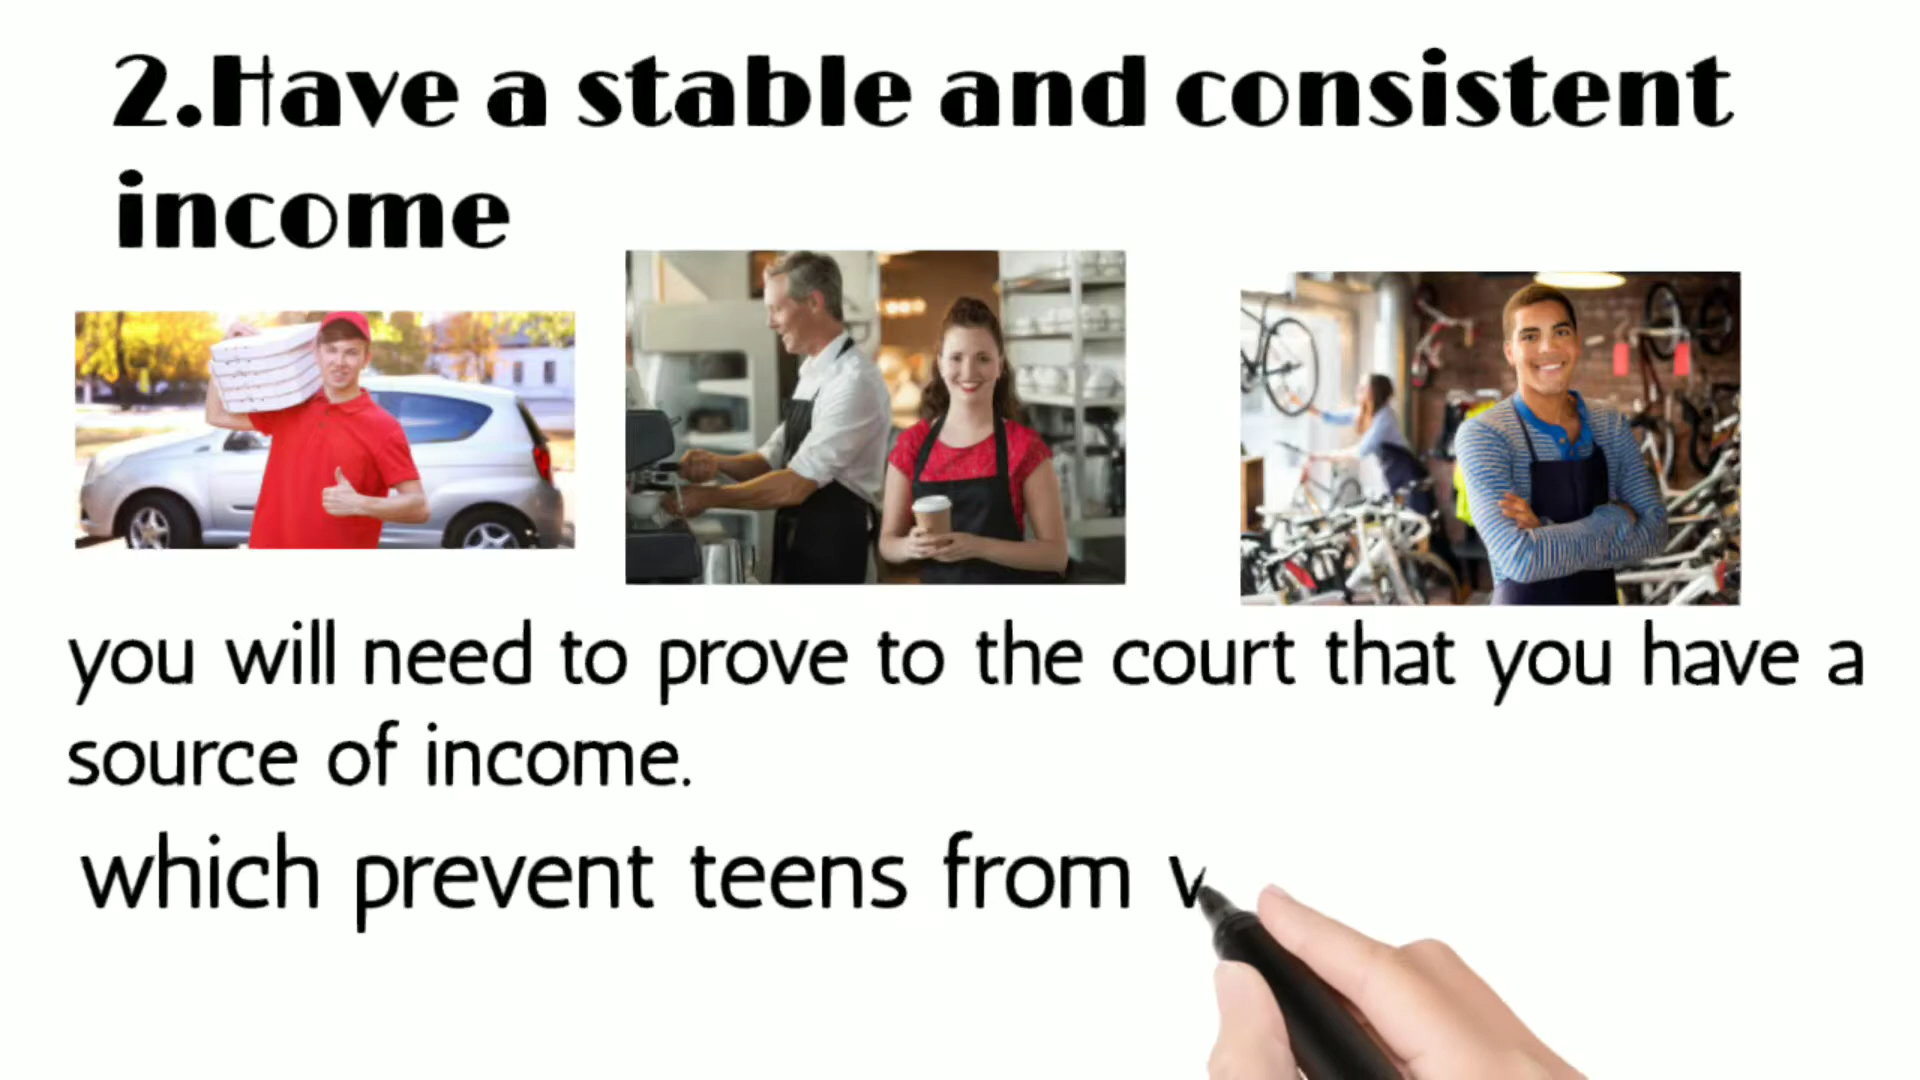 2.Have a stable and consistent
income
you will need to prove to the court that you have a
source of income.
which prevent teens from